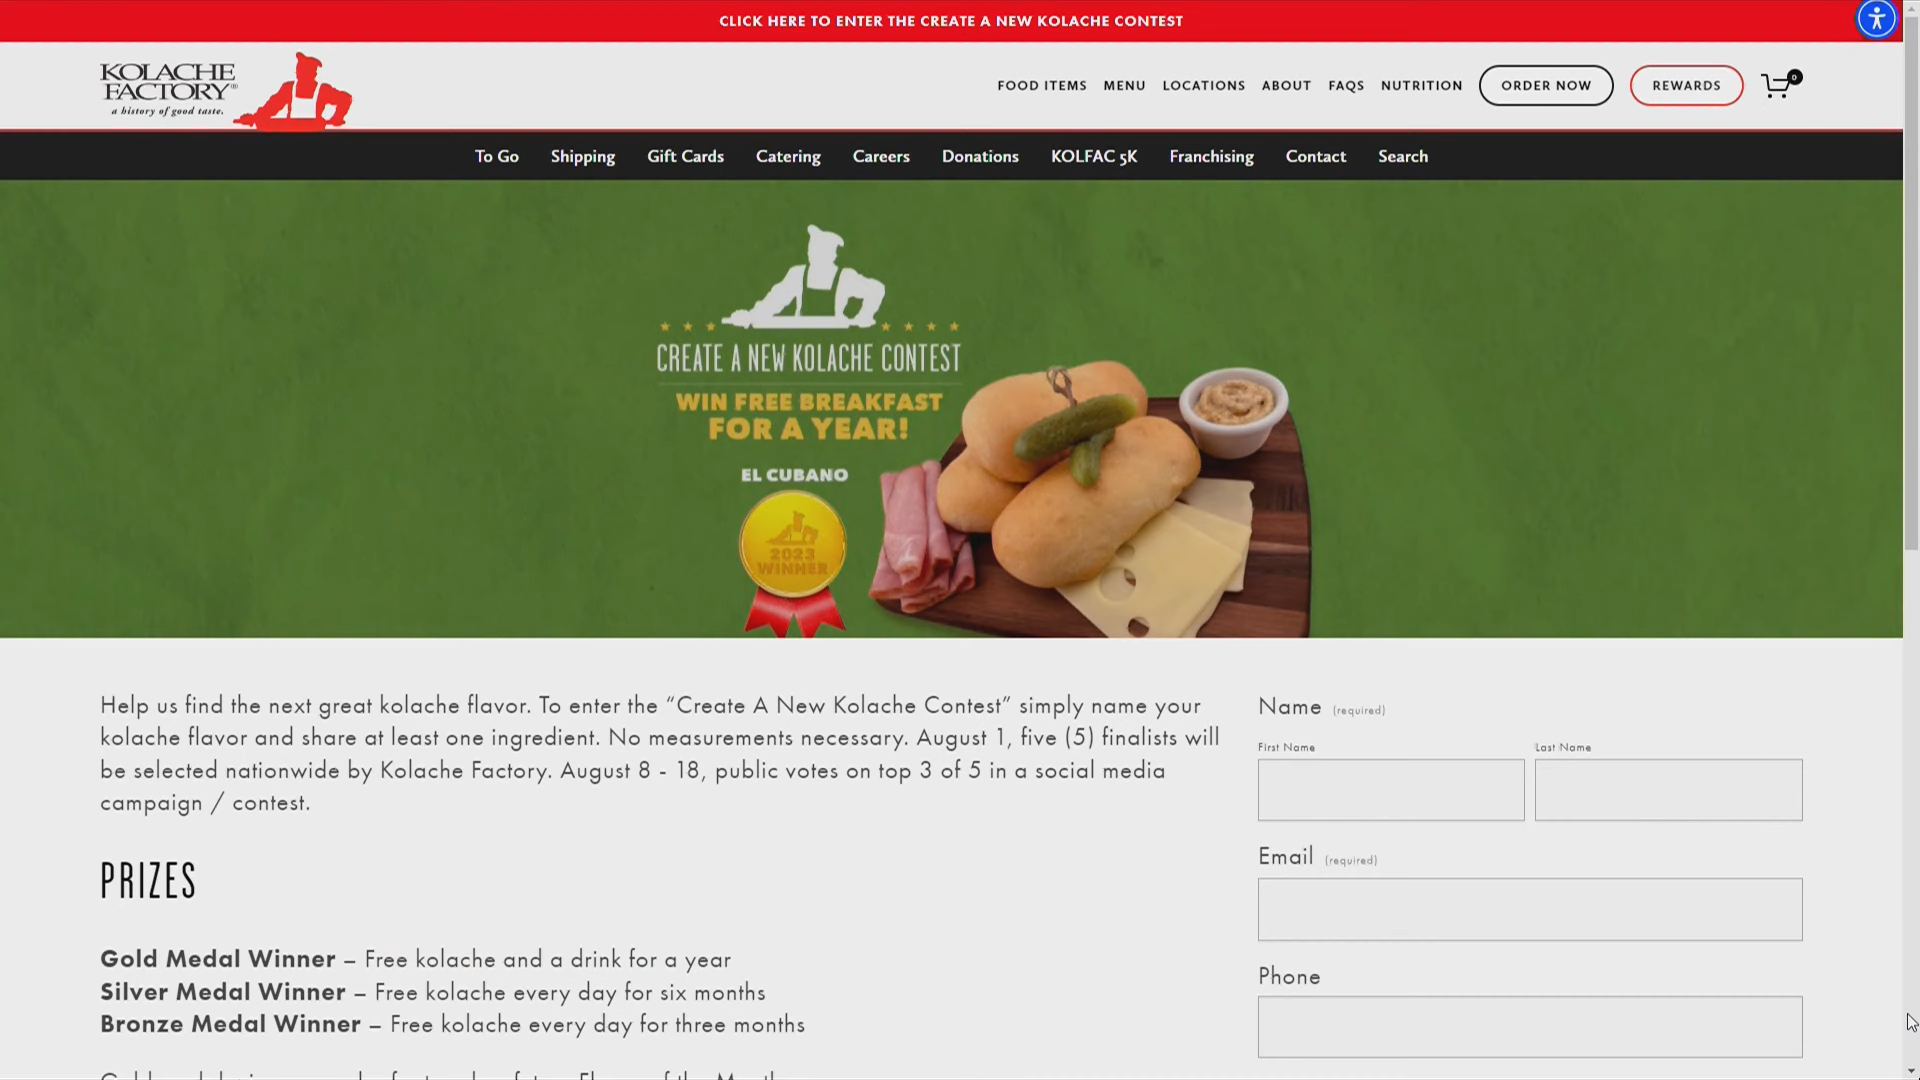 CLICK HERE TO ENTER THE CREATE A NEW KOLACHE CONTEST
KOLACHE
FACTORY®
a history of good taste.
FOOD ITEMS MENU LOCATIONS ABOUT FAQS NUTRITION ORDER NOW REWARDS 0
To Go Shipping Gift Cards Catering Careers Donations KOLFAC 5K Franchising Contact Search
CREATE A NEW KOLACHE CONTEST
WIN FREE BREAKFAST
FOR A YEAR!
EL CUBANO
2023
WINNER
Help us find the next great kolache flavor. To enter the “Create A New Kolache Contest” simply name your
kolache flavor and share at least one ingredient. No measurements necessary. August 1, five (5) finalists will
be selected nationwide by Kolache Factory. August 8 - 18, public votes on top 3 of 5 in a social media
campaign / contest.
PRIZES
Gold Medal Winner – Free kolache and a drink for a year
Silver Medal Winner – Free kolache every day for six months
Bronze Medal Winner – Free kolache every day for three months
Name (required)
First Name Last Name
Email (required)
Phone